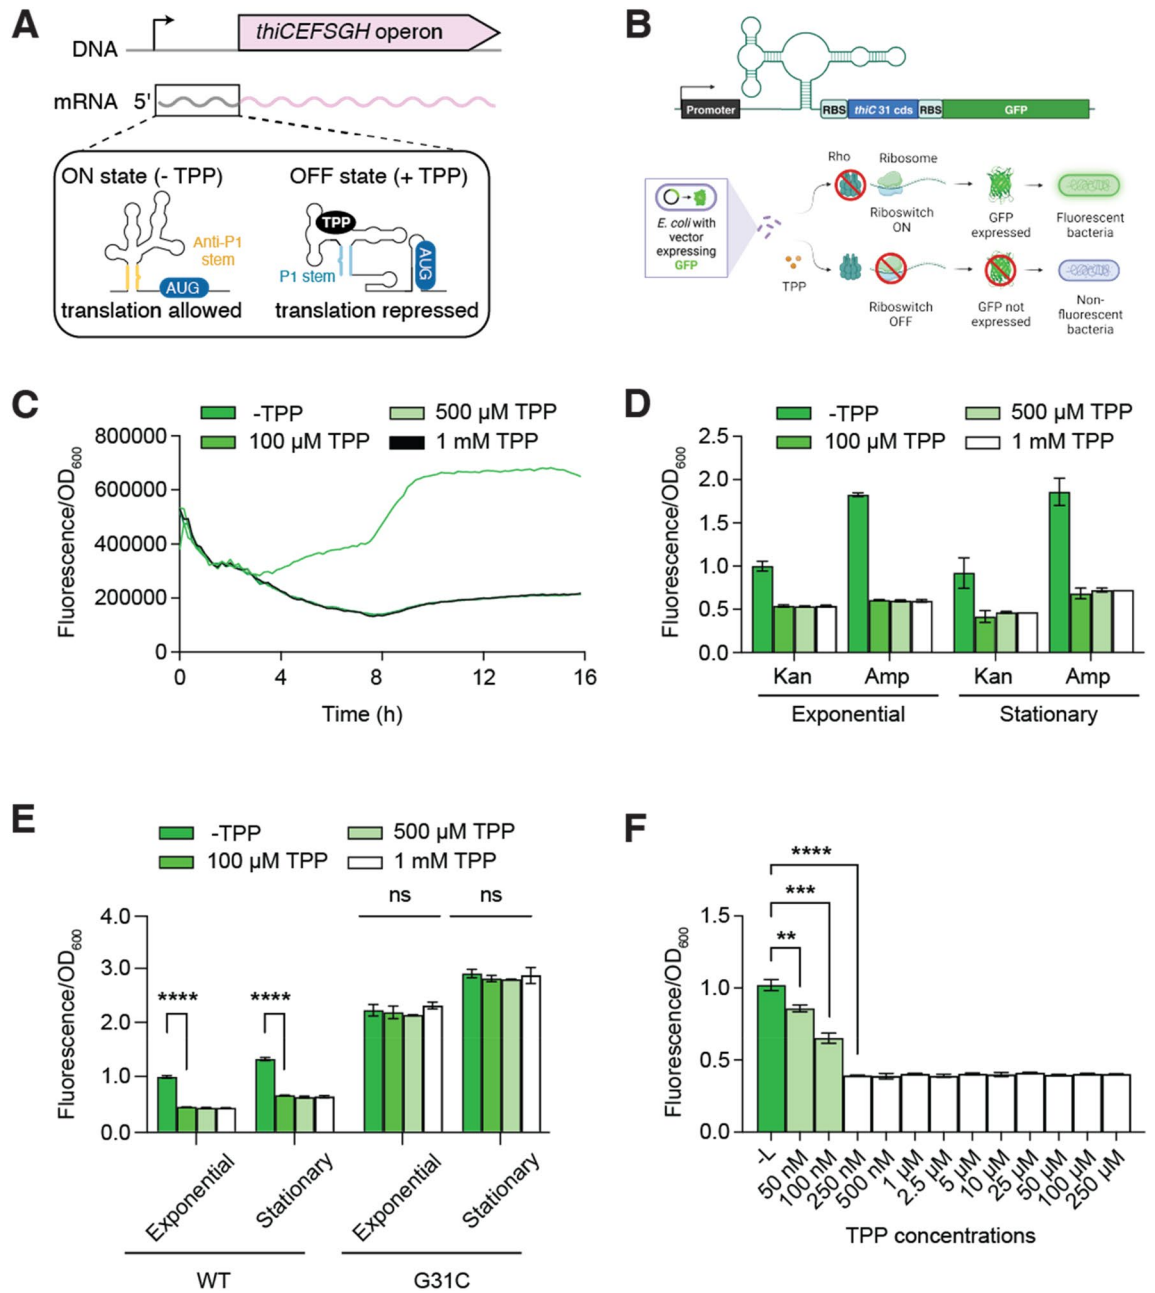 A
thiCEFSGH operon
DNA
mRNA 5'
ON state (- TPP)
OFF state (+ TPP)
TPP
Anti-P1
stem
P1 stem
AUG
AUG
translation allowed
translation repressed
B
Promoter
RBS
thiC 31 cds
RBS
GFP
E. coli with
vector
expressing
GFP
TPP
Rho
Ribosome
Riboswitch
ON
GFP
expressed
Fluorescent
bacteria
Riboswitch
OFF
GFP not
expressed
Non-
fluorescent
bacteria
C
-TPP
500 µM TPP
100 µM TPP
1 mM TPP
Fluorescence/OD600
800000
600000
400000
200000
0
0 4 8 12 16
Time (h)
D
-TPP
500 µM TPP
100 µM TPP
1 mM TPP
Fluorescence/OD600
2.5
2.0
1.5
1.0
0.5
0.0
Kan Amp Kan Amp
Exponential Stationary
E
-TPP
500 µM TPP
100 µM TPP
1 mM TPP
Fluorescence/OD600
4.0
3.0
2.0
1.0
0.0
****
****
ns
ns
Exponential
Stationary
Exponential
Stationary
WT
G31C
F
Fluorescence/OD600
1.5
1.0
0.5
0.0
****
***
**
-L
50 nM
100 nM
250 nM
500 nM
1 µM
2.5 µM
5 µM
10 µM
25 µM
50 µM
100 µM
250 µM
TPP concentrations